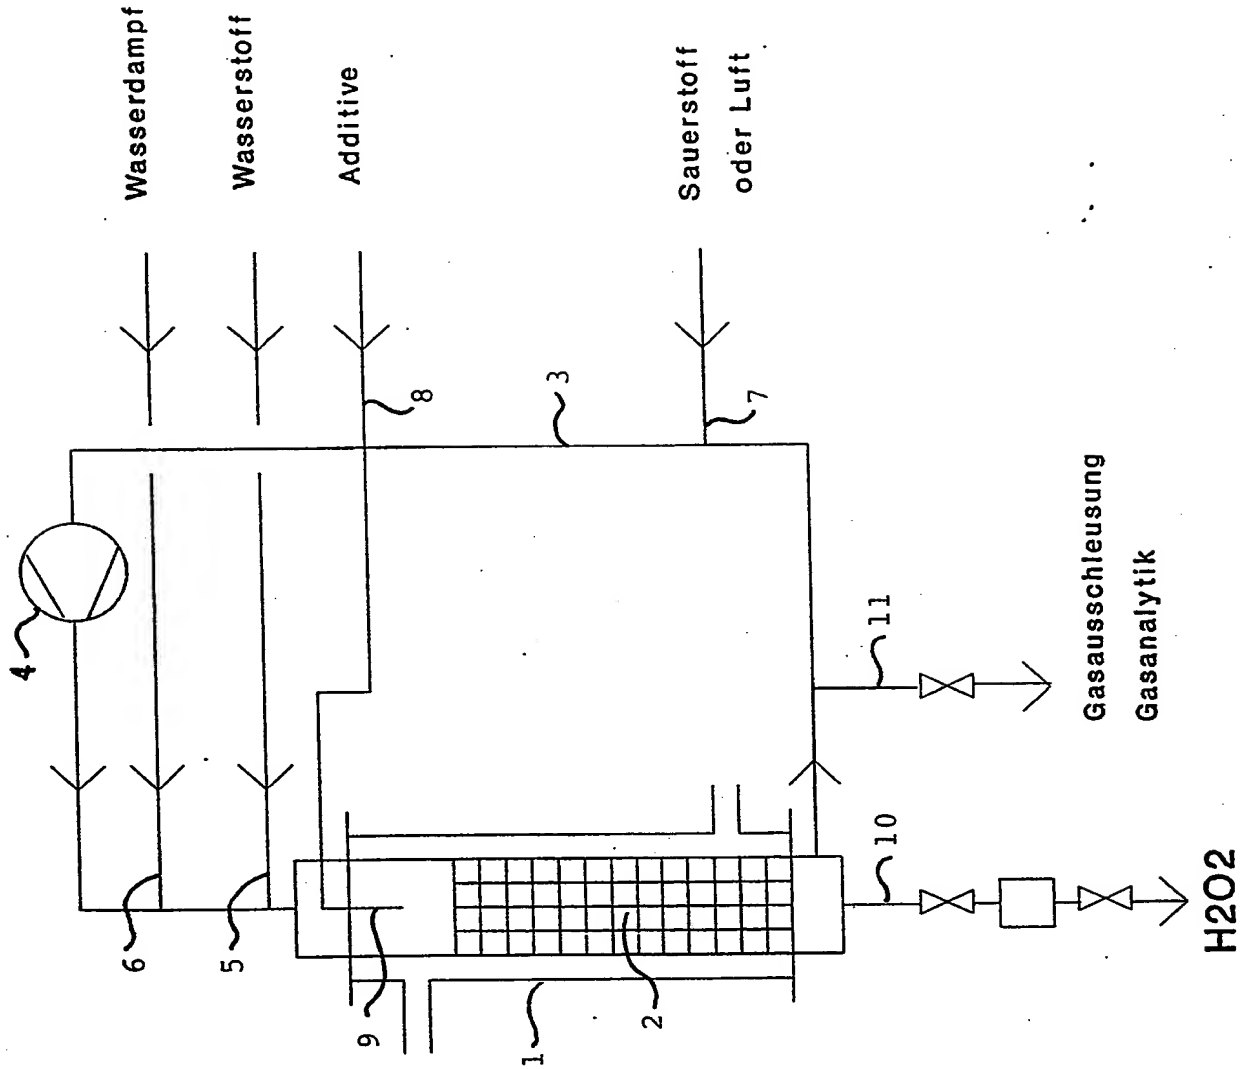 Wasserdampf
Wasserstoff
Additive
Sauerstoff
oder Luft
4
6
5
8
3
7
9
1
2
10
11
Gasausschleusung
Gasanalytik
H2O2